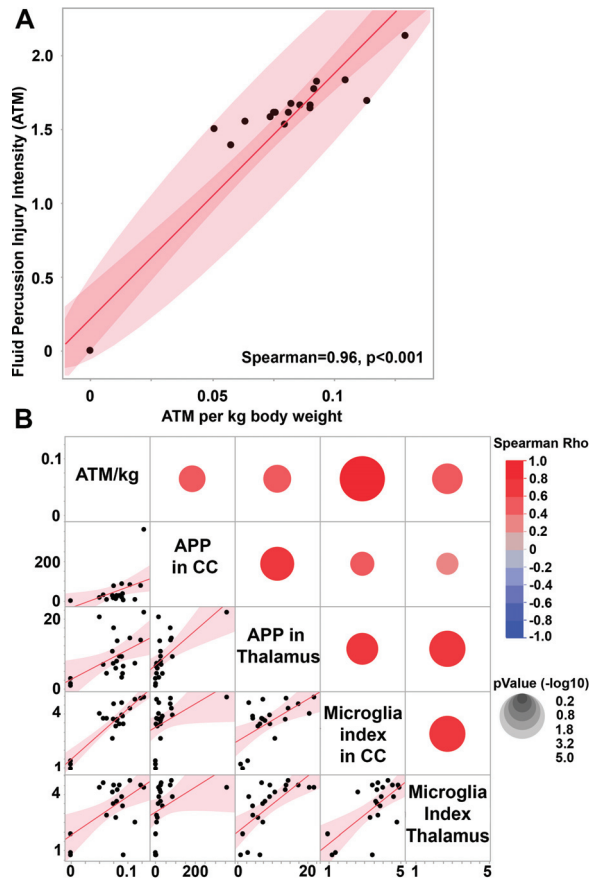 A
Fluid Percussion Injury Intensity (ATM)
2.0
1.5
1.0
0.5
0
Spearman=0.96, p<0.001
0 0.05 0.1
ATM per kg body weight
B
Spearman Rho
0.1
0
ATM/kg
1.0
0.8
0.6
0.4
0.2
0
-0.2
-0.4
-0.6
-0.8
-1.0
200
0
APP
in CC
20
0
APP in
Thalamus
pValue (-log10)
0.2
0.8
1.8
3.2
5.0
4
1
Microglia
index
in CC
4
1
Microglia
Index
Thalamus
0 0.1 0 200 0 20 1 5 1 5